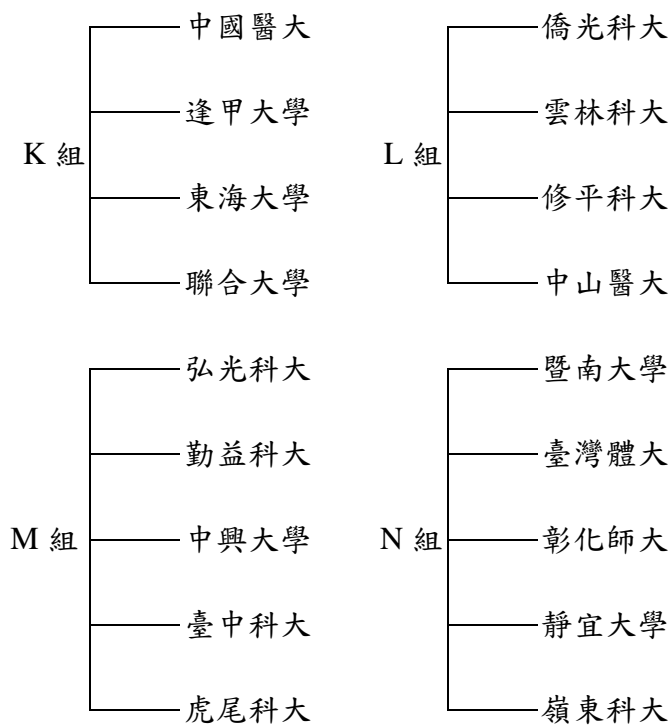 K 組
中國醫大
逢甲大學
東海大學
聯合大學
L 組
僑光科大
雲林科大
修平科大
中山醫大
M 組
弘光科大
勤益科大
中興大學
臺中科大
虎尾科大
N 組
暨南大學
臺灣體大
彰化師大
靜宜大學
嶺東科大